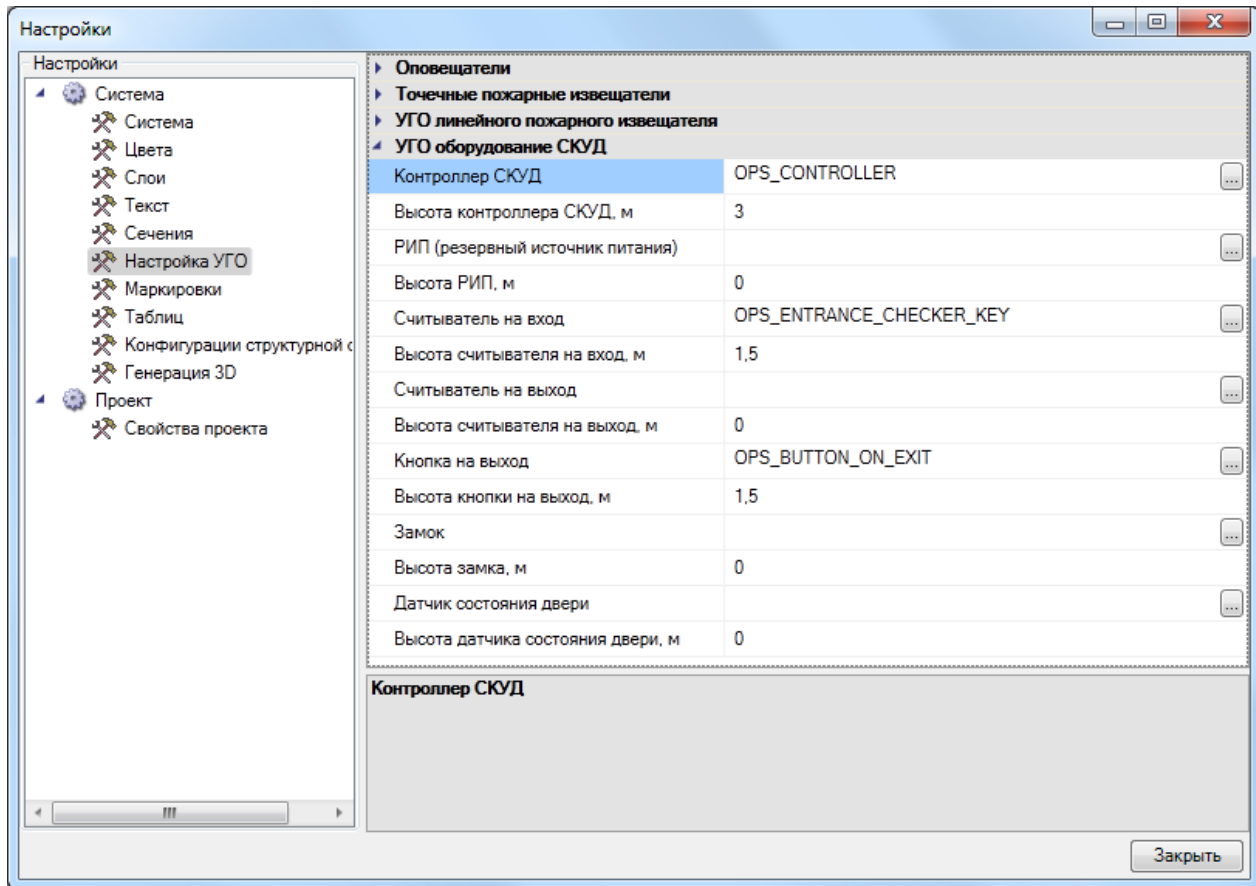 Настройки
Настройки
Система
Система
Цвета
Слои
Текст
Сечения
Настройка УГО
Маркировки
Таблиц
Конфигурации структурной с
Генерация 3D
Проект
Свойства проекта
Оповещатели
Точечные пожарные извещатели
УГО линейного пожарного извещателя
УГО оборудование СКУД
Контроллер СКУД OPS_CONTROLLER ...
Высота контроллера СКУД, м 3
РИП (резервный источник питания) ...
Высота РИП, м 0
Считыватель на вход OPS_ENTRANCE_CHECKER_KEY ...
Высота считывателя на вход, м 1,5
Считыватель на выход ...
Высота считывателя на выход, м 0
Кнопка на выход OPS_BUTTON_ON_EXIT ...
Высота кнопки на выход, м 1,5
Замок ...
Высота замка, м 0
Датчик состояния двери ...
Высота датчика состояния двери, м 0
Контроллер СКУД
Закрыть